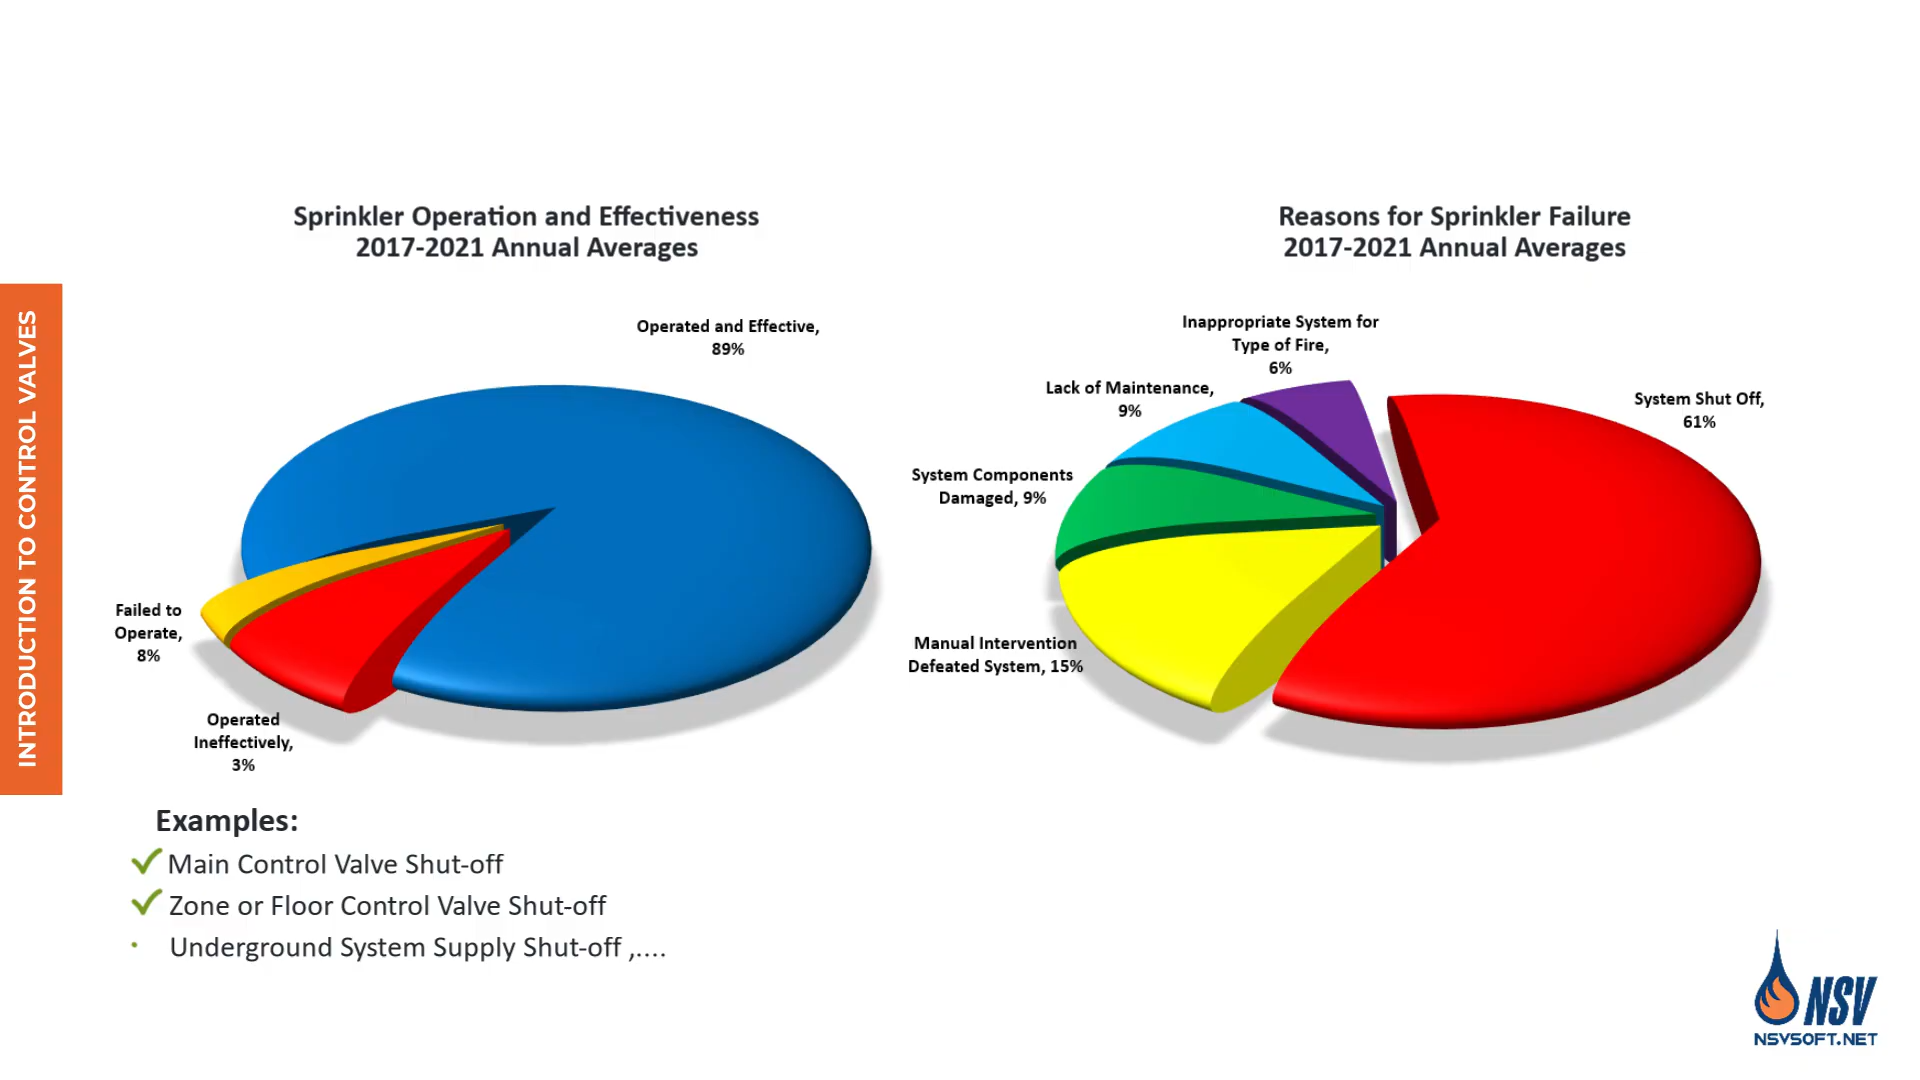 INTRODUCTION TO CONTROL VALVES
Sprinkler Operation and Effectiveness
2017-2021 Annual Averages
Operated and Effective,
89%
Failed to
Operate,
8%
Operated
Ineffectively,
3%
Reasons for Sprinkler Failure
2017-2021 Annual Averages
Inappropriate System for
Type of Fire,
6%
Lack of Maintenance,
9%
System Shut Off,
61%
System Components
Damaged, 9%
Manual Intervention
Defeated System, 15%
Examples:
Main Control Valve Shut-off
Zone or Floor Control Valve Shut-off
Underground System Supply Shut-off ,....
NSV
NSVSOFT.NET